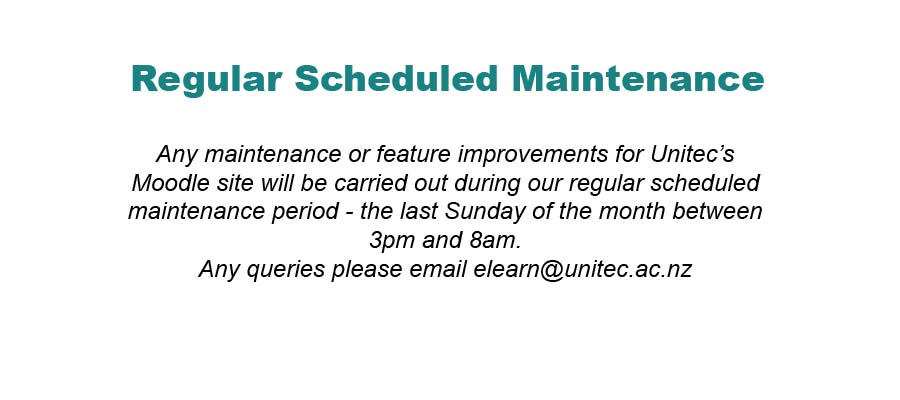 Regular Scheduled Maintenance
Any maintenance or feature improvements for Unitec’s
Moodle site will be carried out during our regular scheduled
maintenance period - the last Sunday of the month between
3pm and 8am.
Any queries please email elearn@unitec.ac.nz